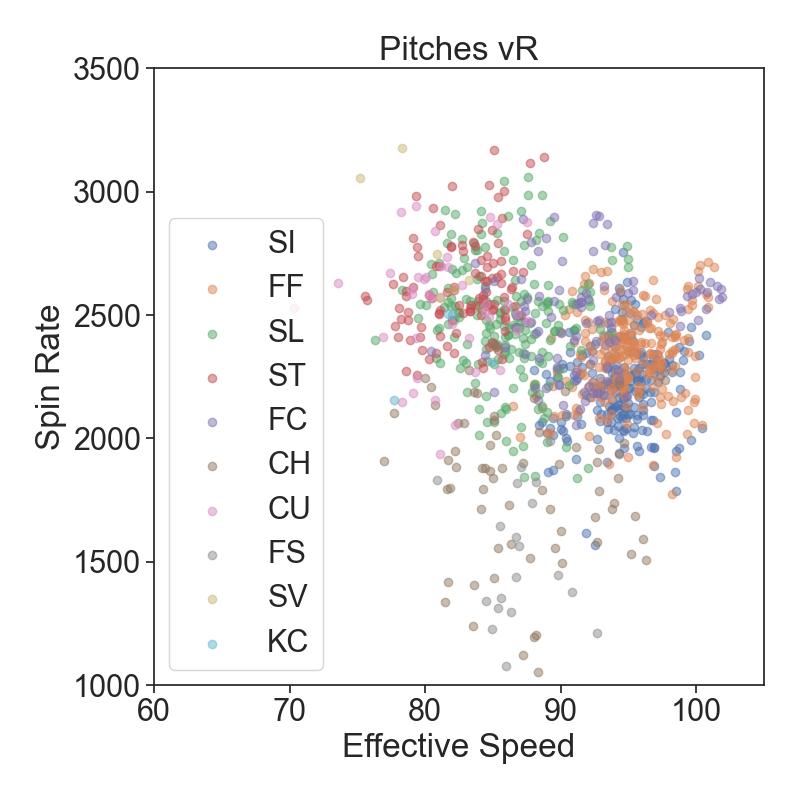 Pitches vR
3500
3000
2500
2000
1500
1000
Spin Rate
SI
FF
SL
ST
FC
CH
CU
FS
SV
KC
60 70 80 90 100
Effective Speed